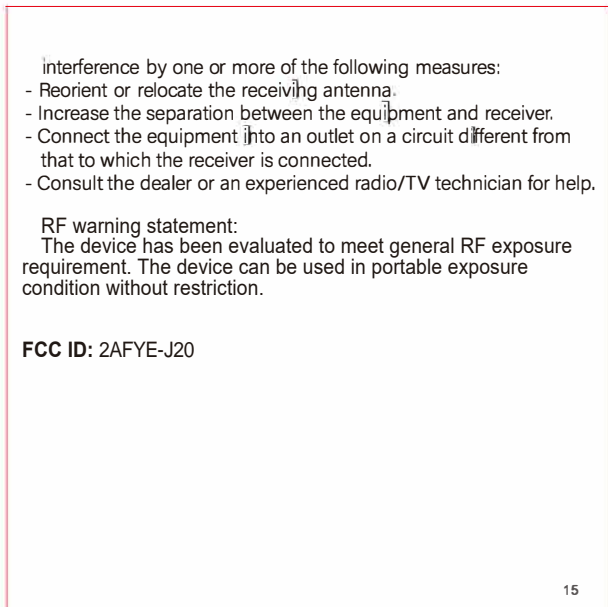 interference by one or more of the following measures:
- Reorient or relocate the receiving antenna.
- Increase the separation between the equipment and receiver.
- Connect the equipment into an outlet on a circuit different from
that to which the receiver is connected.
- Consult the dealer or an experienced radio/TV technician for help.
RF warning statement:
The device has been evaluated to meet general RF exposure
requirement. The device can be used in portable exposure
condition without restriction.
FCC ID: 2AFYE-J20
15